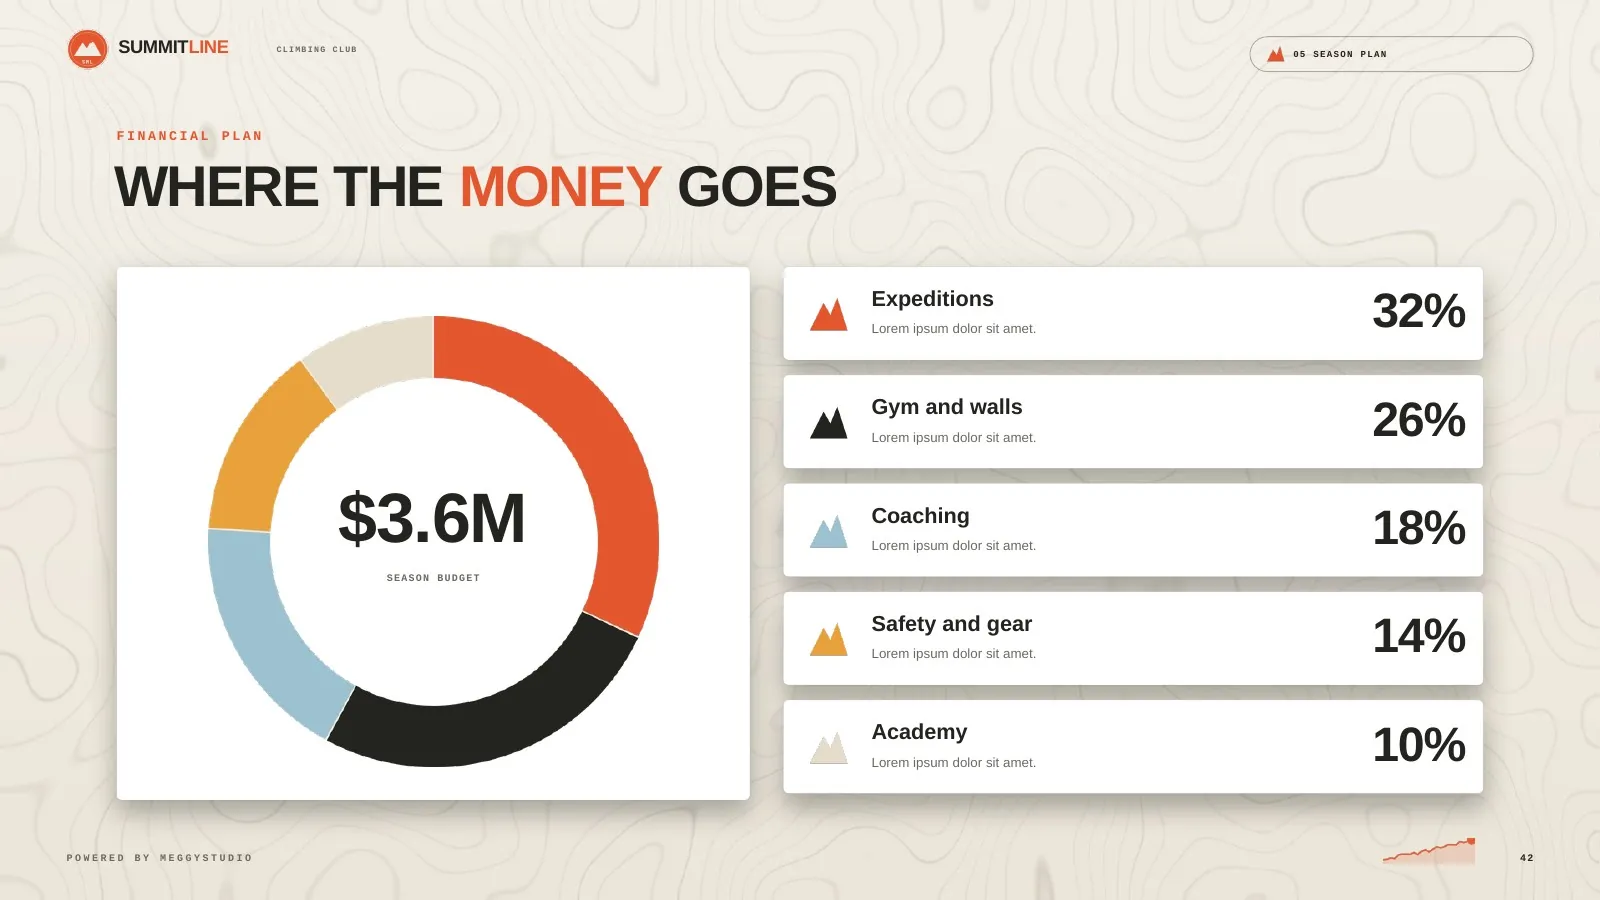 SUMMITLINE
SML
CLIMBING CLUB
05 SEASON PLAN
FINANCIAL PLAN
WHERE THE MONEY GOES
$3.6M
SEASON BUDGET
Expeditions
Lorem ipsum dolor sit amet.
32%
Gym and walls
Lorem ipsum dolor sit amet.
26%
Coaching
Lorem ipsum dolor sit amet.
18%
Safety and gear
Lorem ipsum dolor sit amet.
14%
Academy
Lorem ipsum dolor sit amet.
10%
POWERED BY MEGGYSTUDIO
42